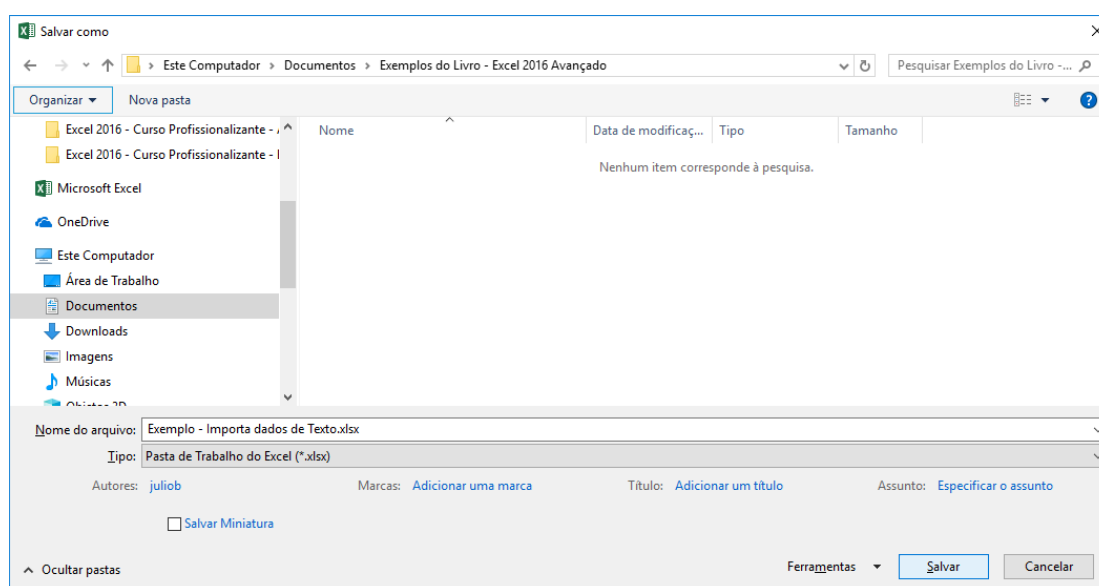 Salvar como
Este Computador > Documentos > Exemplos do Livro - Excel 2016 Avançado
Pesquisar Exemplos do Livro -...
Organizar
Nova pasta
Excel 2016 - Curso Profissionalizante -
Excel 2016 - Curso Profissionalizante -
Microsoft Excel
OneDrive
Este Computador
Área de Trabalho
Documentos
Downloads
Imagens
Músicas
Nome Data de modificaç... Tipo Tamanho
Nenhum item corresponde à pesquisa.
Nome do arquivo: Exemplo - Importa dados de Texto.xlsx
Tipo: Pasta de Trabalho do Excel (*.xlsx)
Autores: juliob Marcas: Adicionar uma marca Título: Adicionar um título Assunto: Especificar o assunto
Salvar Miniatura
Ocultar pastas
Ferramentas Salvar Cancelar